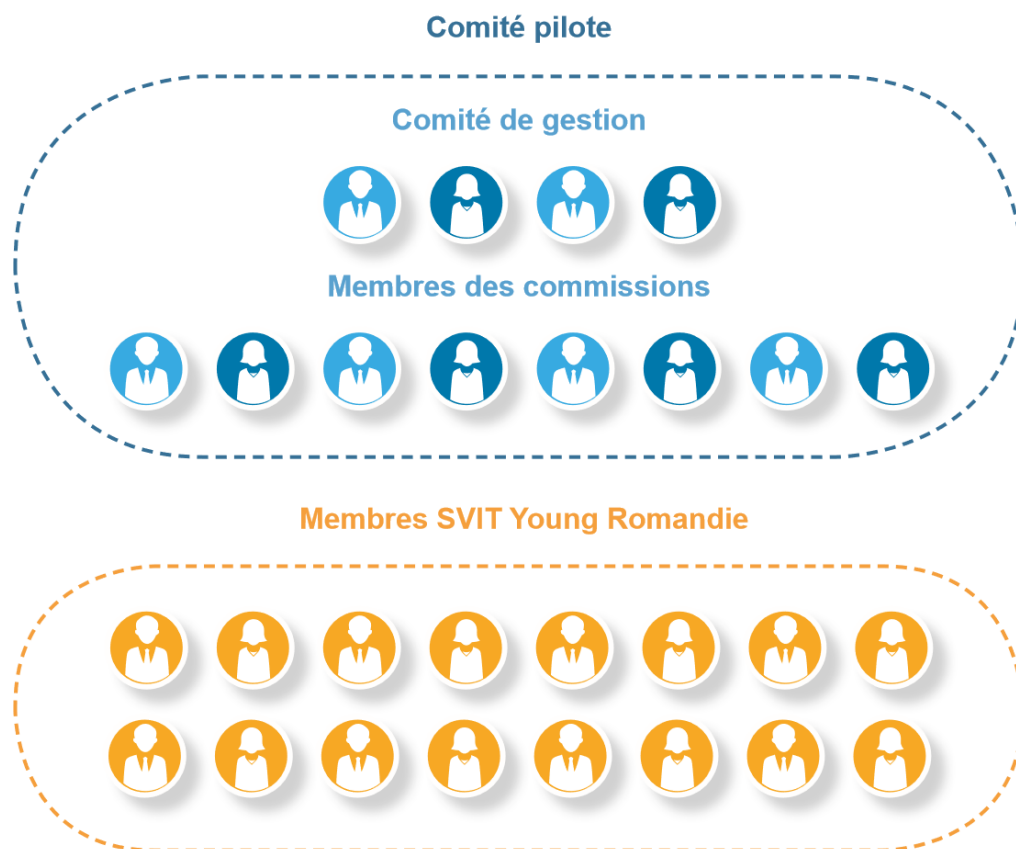 Comité pilote
Comité de gestion
Membres des commissions
Membres SVIT Young Romandie